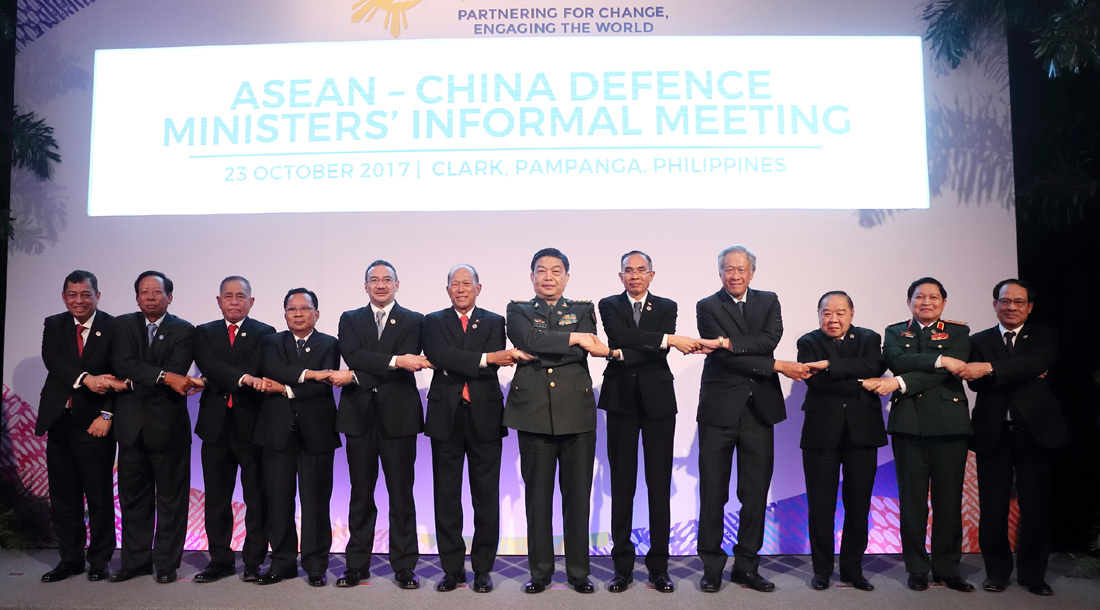 PARTNERING FOR CHANGE,
ENGAGING THE WORLD
ASEAN – CHINA DEFENCE
MINISTERS’ INFORMAL MEETING
23 OCTOBER 2017 | CLARK, PAMPANGA, PHILIPPINES